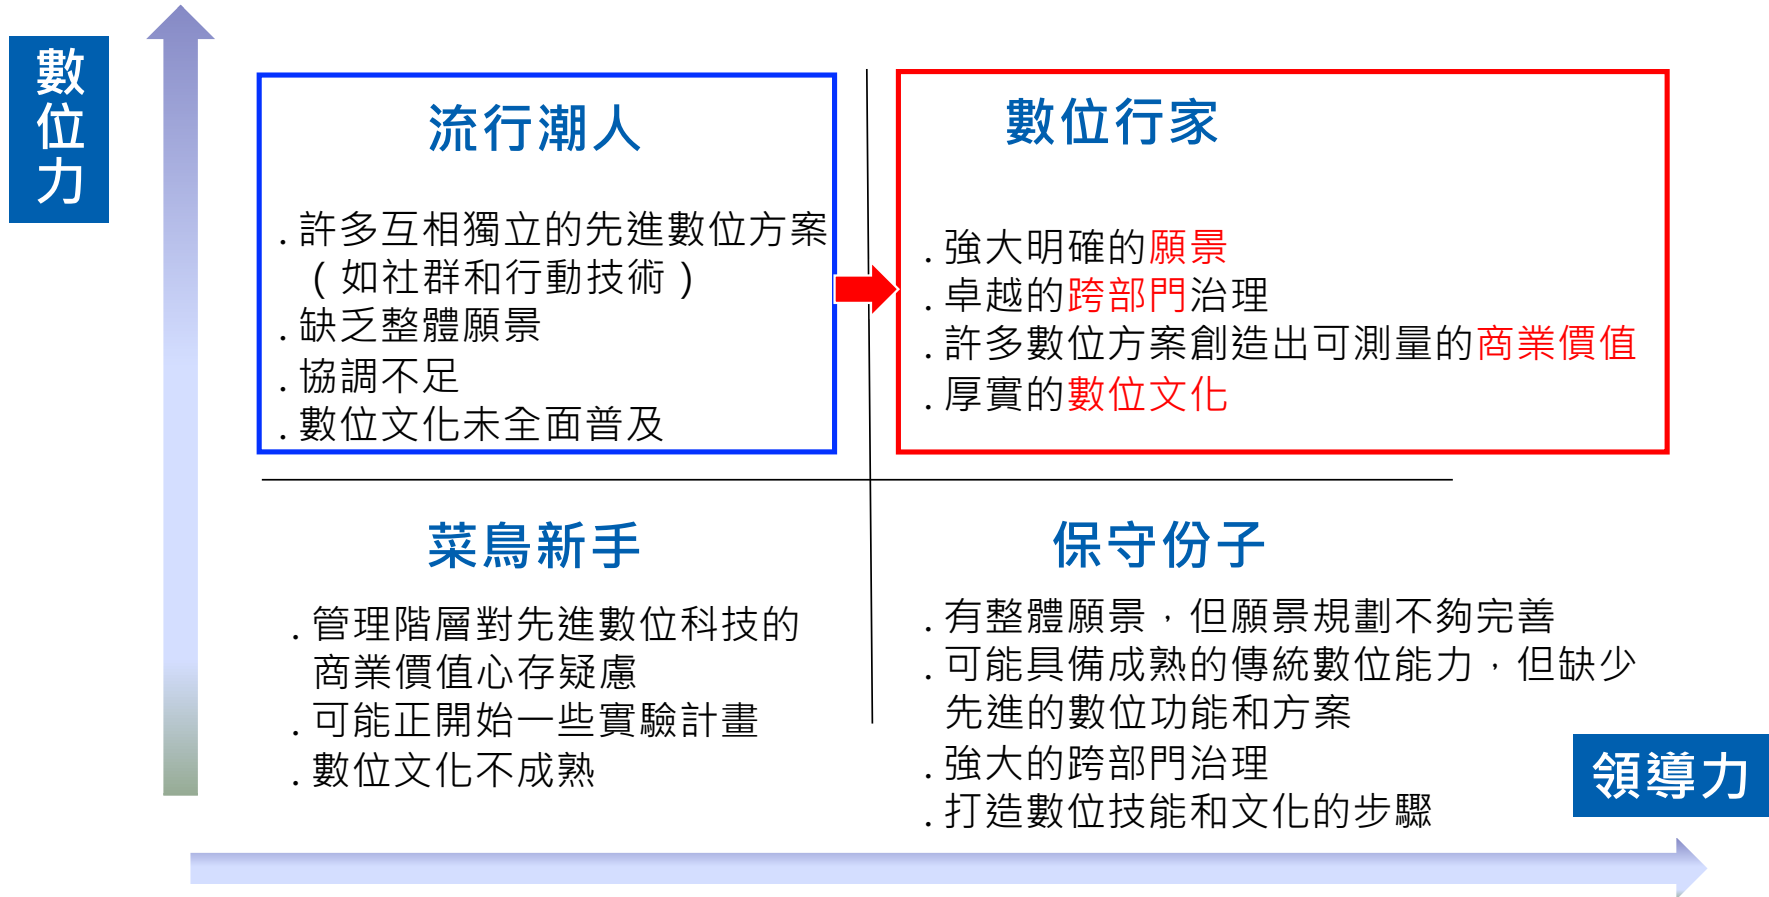 數位力
流行潮人
. 許多互相獨立的先進數位方案
(如社群和行動技術)
. 缺乏整體願景
. 協調不足
. 數位文化未全面普及
數位行家
. 強大明確的願景
. 卓越的跨部門治理
. 許多數位方案創造出可測量的商業價值
. 厚實的數位文化
菜鳥新手
. 管理階層對先進數位科技的
商業價值心存疑慮
. 可能正開始一些實驗計畫
. 數位文化不成熟
保守份子
. 有整體願景，但願景規劃不夠完善
. 可能具備成熟的傳統數位能力，但缺少
先進的數位功能和方案
. 強大的跨部門治理
. 打造數位技能和文化的步驟
領導力